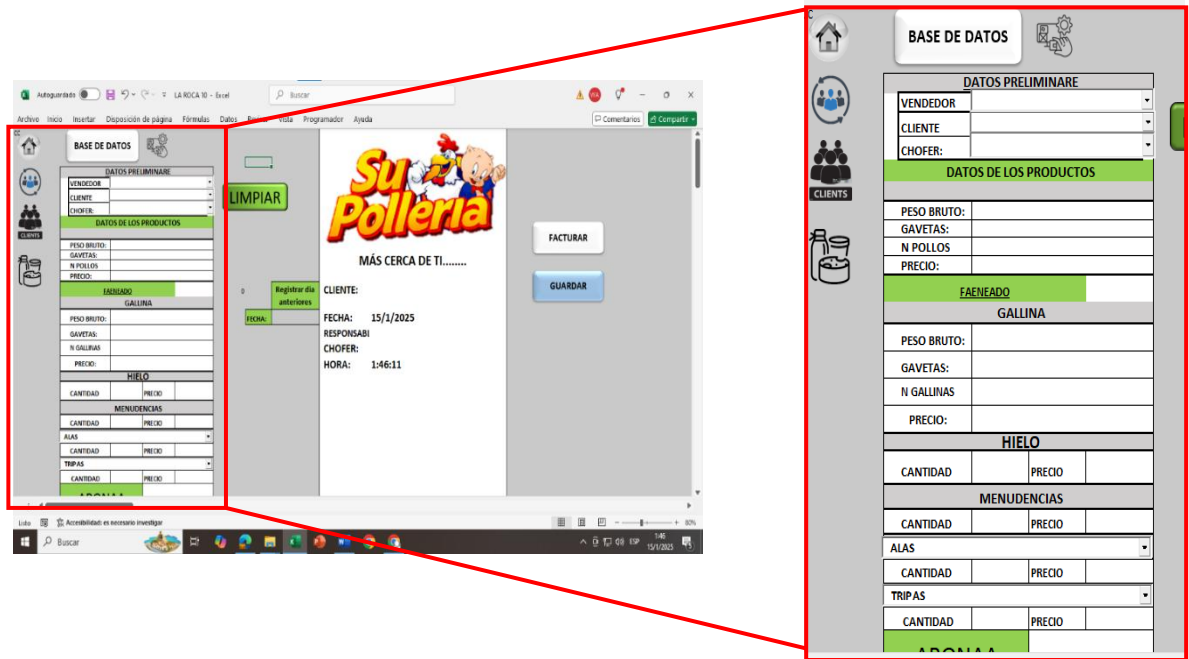 Autoguardado
LA ROCA 10 - Excel
Buscar
Archivo Inicio Insertar Disposición de página Fórmulas Datos Revisar Vista Programador Ayuda
Comentarios Compartir
BASE DE DATOS
DATOS PRELIMINARE
VENDEDOR
CLIENTE
CHOFER:
CLIENTS
DATOS DE LOS PRODUCTOS
PESO BRUTO:
GAVETAS:
N POLLOS
PRECIO:
FAENEADO
GALLINA
PESO BRUTO:
GAVETAS:
N GALLINAS
PRECIO:
HIELO
CANTIDAD PRECIO
MENUDENCIAS
CANTIDAD PRECIO
ALAS
CANTIDAD PRECIO
TRIPAS
CANTIDAD PRECIO
LIMPIAR
0 Registrar dia
anteriores
FECHA:
Su
Pollería
MÁS CERCA DE TI........
CLIENTE:
FECHA: 15/1/2025
RESPONSABI
CHOFER:
HORA: 1:46:11
FACTURAR
GUARDAR
Listo Accesibilidad: es necesario investigar
80%
Buscar
ESP
1:46
15/1/2025
C
BASE DE DATOS
DATOS PRELIMINARE
VENDEDOR
CLIENTE
CHOFER:
CLIENTS
DATOS DE LOS PRODUCTOS
PESO BRUTO:
GAVETAS:
N POLLOS
PRECIO:
FAENEADO
GALLINA
PESO BRUTO:
GAVETAS:
N GALLINAS
PRECIO:
HIELO
CANTIDAD PRECIO
MENUDENCIAS
CANTIDAD PRECIO
ALAS
CANTIDAD PRECIO
TRIPAS
CANTIDAD PRECIO